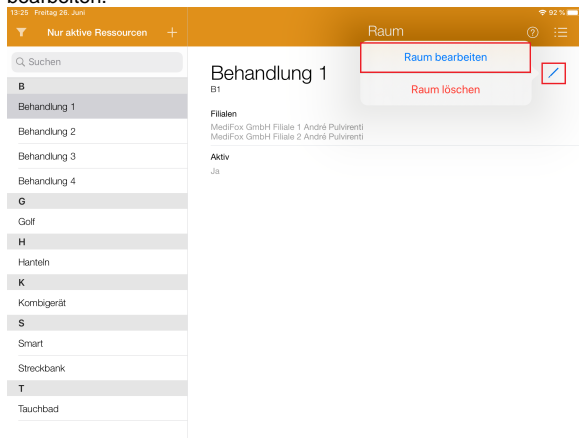 bearbeiten.
13:25 Freitag 26. Juni
92 %
Nur aktive Ressourcen
Raum
Suchen
B
Behandlung 1
Behandlung 2
Behandlung 3
Behandlung 4
G
Golf
H
Hanteln
K
Kombigerät
S
Smart
Streckbank
T
Tauchbad
Raum bearbeiten
Raum löschen
Behandlung 1
B1
Filialen
MediFox GmbH Filiale 1 André Pulvirenti
MediFox GmbH Filiale 2 André Pulvirenti
Aktiv
Ja